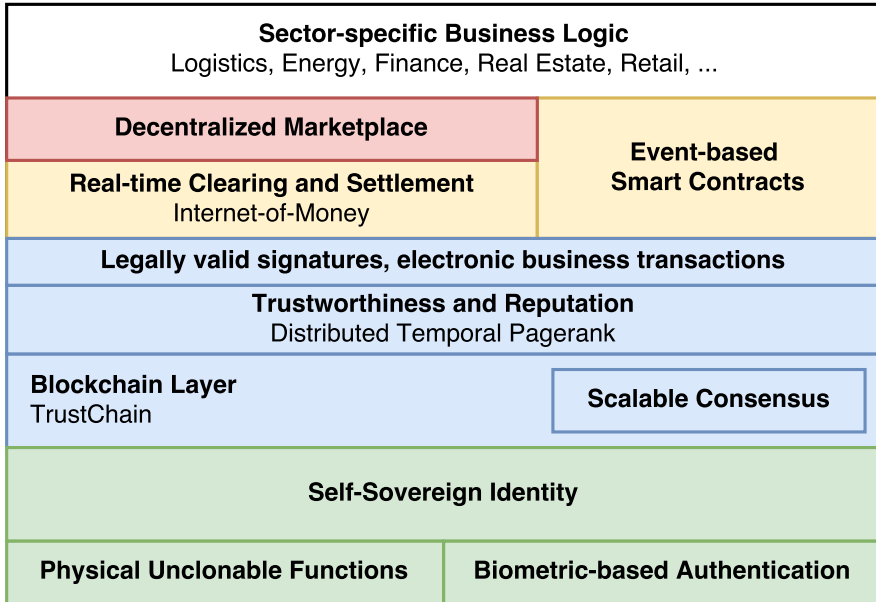 Sector-specific Business Logic
Logistics, Energy, Finance, Real Estate, Retail, ...
Decentralized Marketplace
Real-time Clearing and Settlement
Internet-of-Money
Event-based
Smart Contracts
Legally valid signatures, electronic business transactions
Trustworthiness and Reputation
Distributed Temporal Pagerank
Blockchain Layer
TrustChain
Scalable Consensus
Self-Sovereign Identity
Physical Unclonable Functions
Biometric-based Authentication